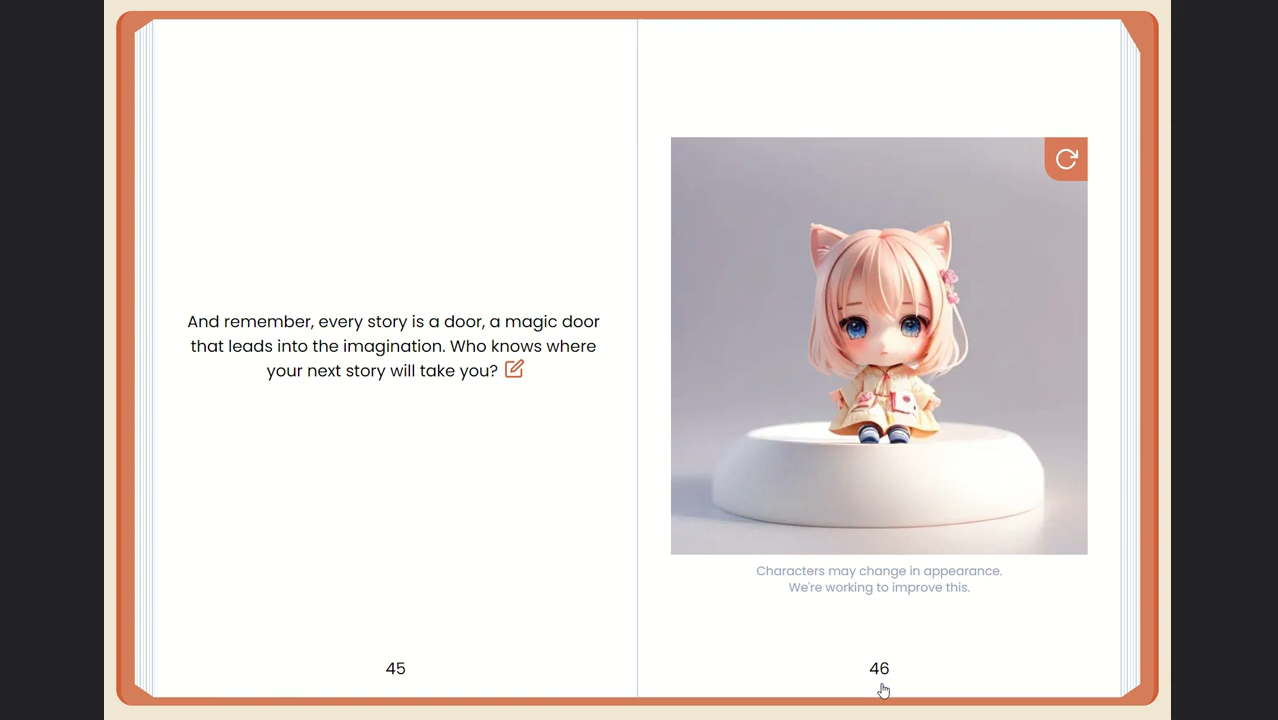 And remember, every story is a door, a magic door
that leads into the imagination. Who knows where
your next story will take you?
Characters may change in appearance.
We're working to improve this.
45
46